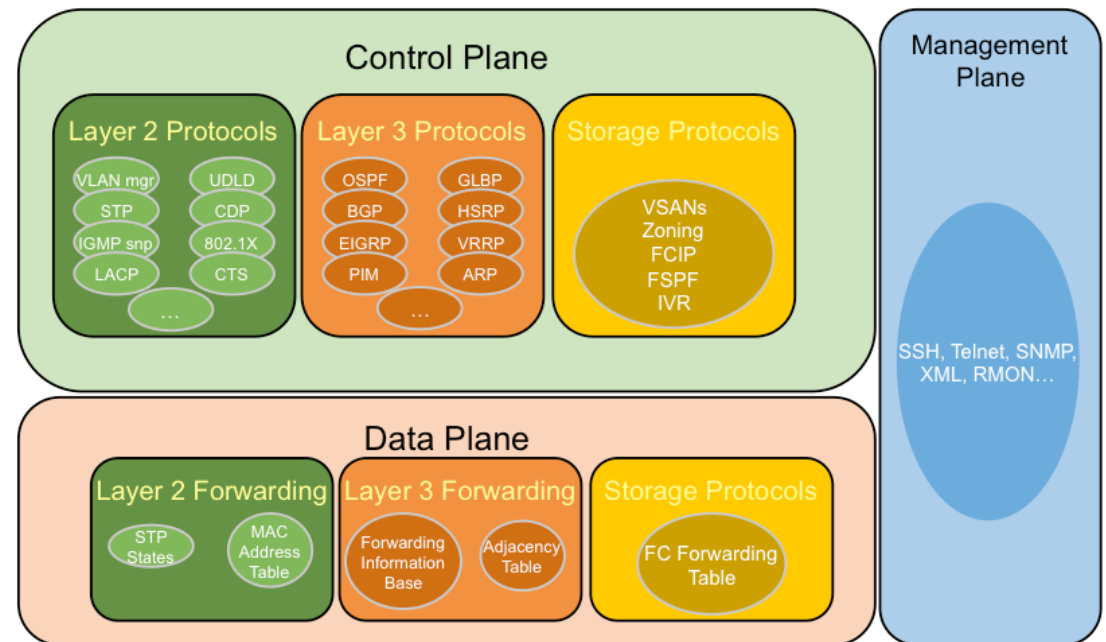 Control Plane
Layer 2 Protocols
VLAN mgr
UDLD
STP
CDP
IGMP snp
802.1X
LACP
CTS
...
Layer 3 Protocols
OSPF
GLBP
BGP
HSRP
EIGRP
VRRP
PIM
ARP
...
Storage Protocols
VSANs
Zoning
FCIP
FSPF
IVR
Management
Plane
SSH, Telnet, SNMP,
XML, RMON...
Data Plane
Layer 2 Forwarding
STP
States
MAC
Address
Table
Layer 3 Forwarding
Forwarding
Information
Base
Adjacency
Table
Storage Protocols
FC Forwarding
Table